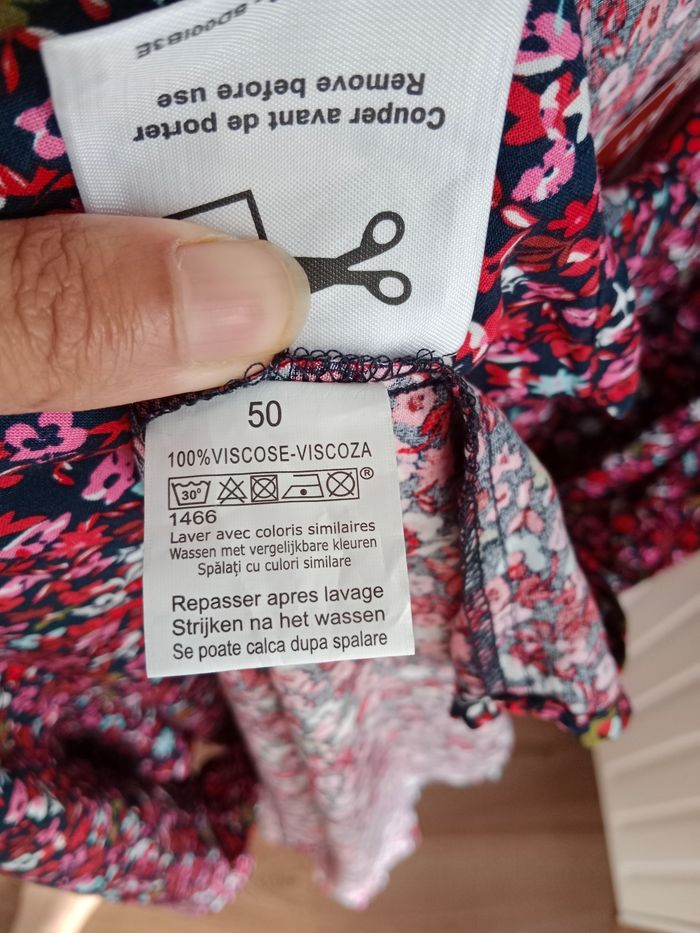 BD001B3E
Remove before use
Couper avant de porter
50
100%VISCOSE-VISCOZA
30°
®
1466
Laver avec coloris similaires
Wassen met vergelijkbare kleuren
Spălați cu culori similare
Repasser apres lavage
Strijken na het wassen
Se poate calca dupa spalare